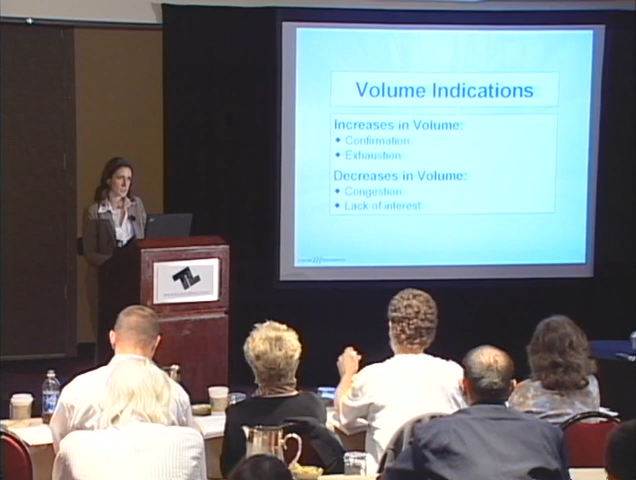 Volume Indications
Increases in Volume:
Confirmation
Exhaustion
Decreases in Volume:
Congestion
Lack of interest